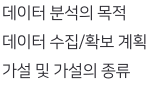 데이터 분석의 목적
데이터 수집/확보 계획
가설 및 가설의 종류